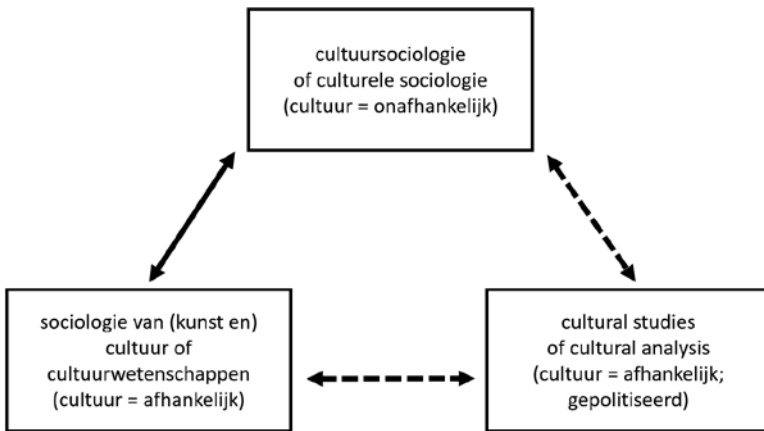 cultuursociologie
of culturele sociologie
(cultuur = onafhankelijk)
sociologie van (kunst en)
cultuur of
cultuurwetenschappen
(cultuur = afhankelijk)
cultural studies
of cultural analysis
(cultuur = afhankelijk;
gepolitiseerd)